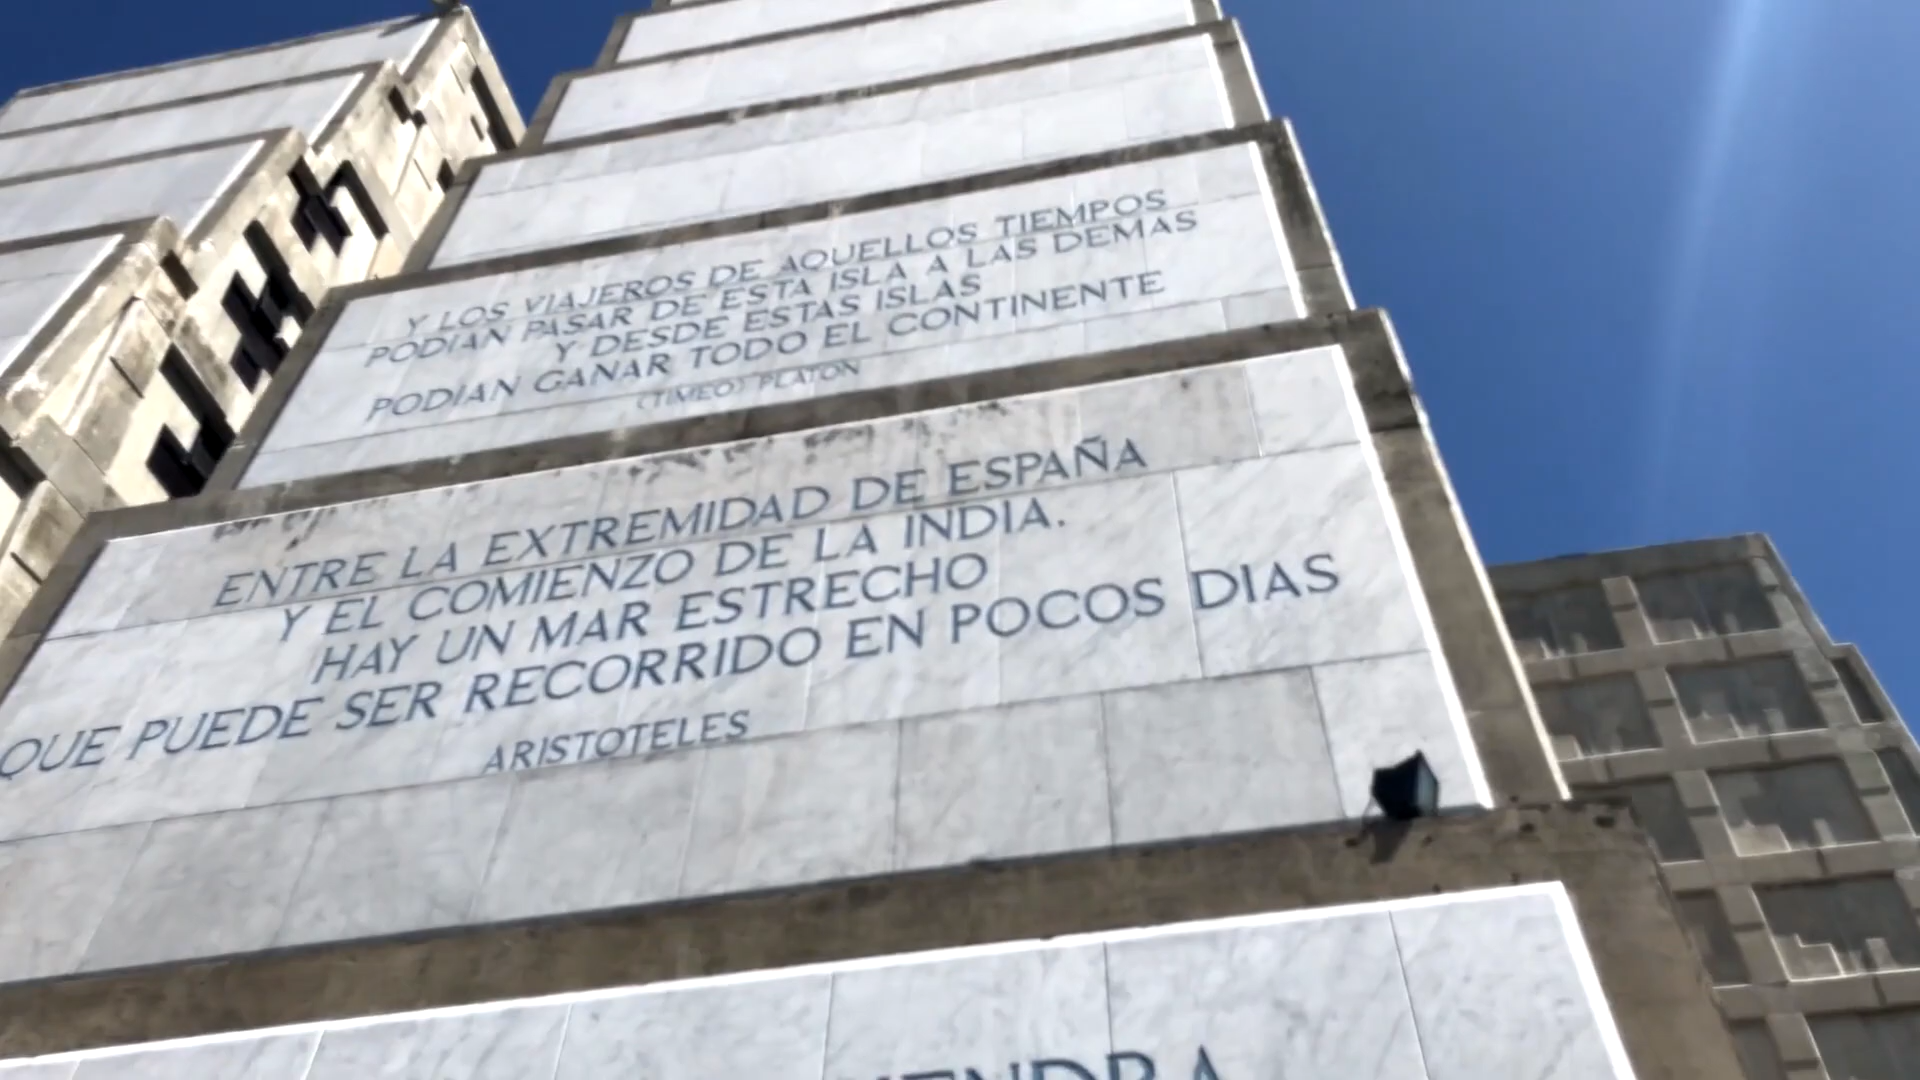 Y LOS VIAJEROS DE AQUELLOS TIEMPOS
PODIAN PASAR DE ESTA ISLA A LAS DEMAS
Y DESDE ESTAS ISLAS
PODIAN GANAR TODO EL CONTINENTE
(TIMEO) PLATON
ENTRE LA EXTREMIDAD DE ESPAÑA
Y EL COMIENZO DE LA INDIA.
HAY UN MAR ESTRECHO
QUE PUEDE SER RECORRIDO EN POCOS DIAS
ARISTOTELES